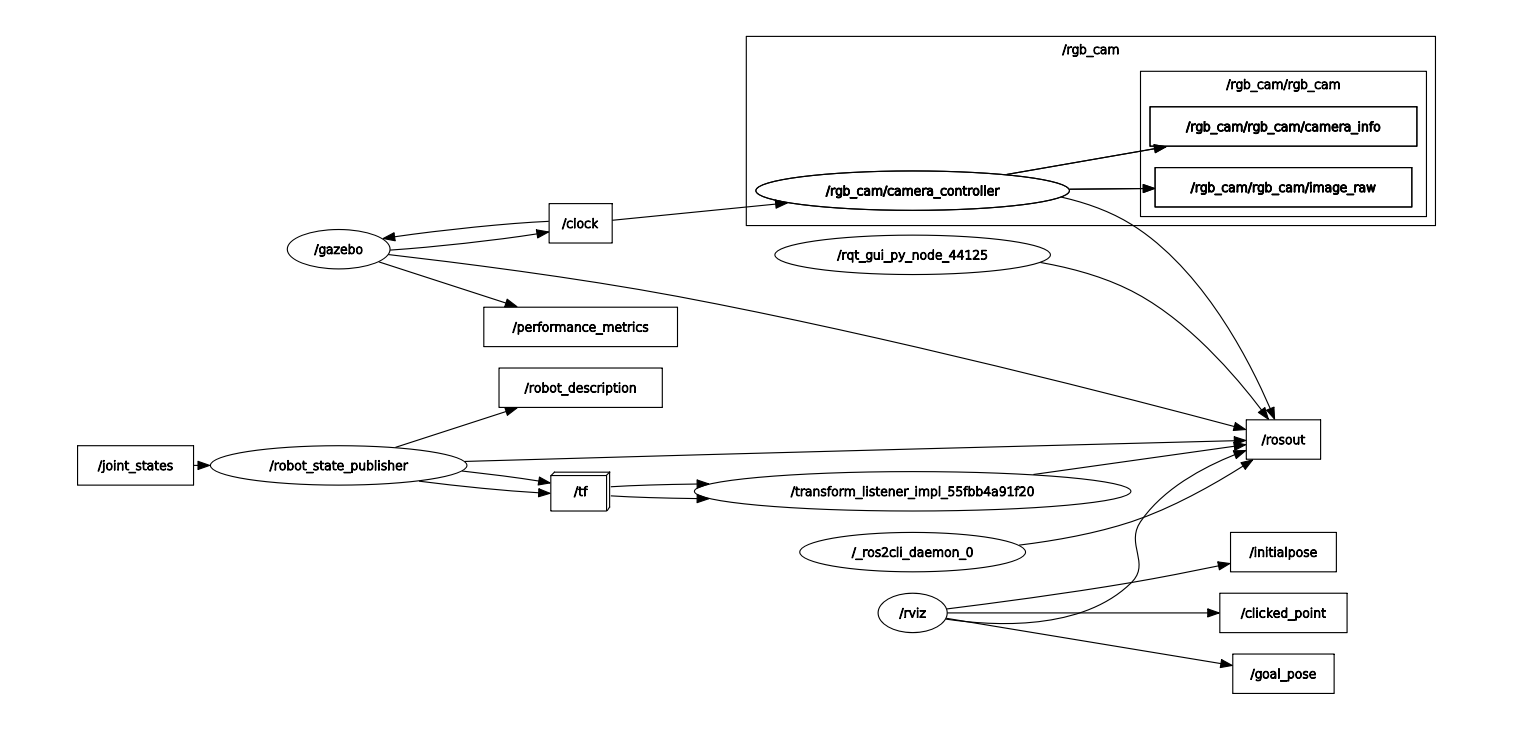 /rgb_cam
/rgb_cam/rgb_cam
/rgb_cam/rgb_cam/camera_info
/rgb_cam/camera_controller
/rgb_cam/rgb_cam/image_raw
/clock
/gazebo
/rqt_gui_py_node_44125
/performance_metrics
/robot_description
/rosout
/joint_states
/robot_state_publisher
/tf
/transform_listener_impl_55fbb4a91f20
/_ros2cli_daemon_0
/initialpose
/rviz
/clicked_point
/goal_pose